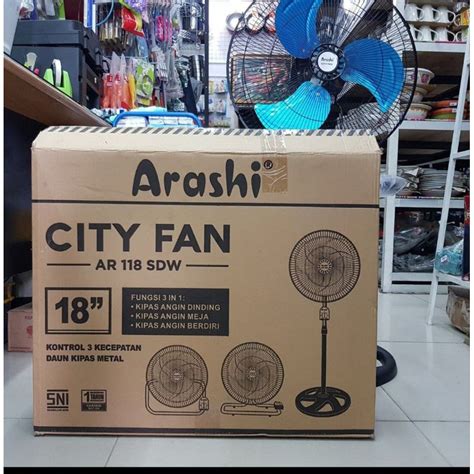 Arashi
Arashi®
CITY FAN
AR 118 SDW
18"
FUNGSI 3 IN 1:
• KIPAS ANGIN DINDING
• KIPAS ANGIN MEJA
• KIPAS ANGIN BERDIRI
KONTROL 3 KECEPATAN
DAUN KIPAS METAL
SNI
1 TAHUN